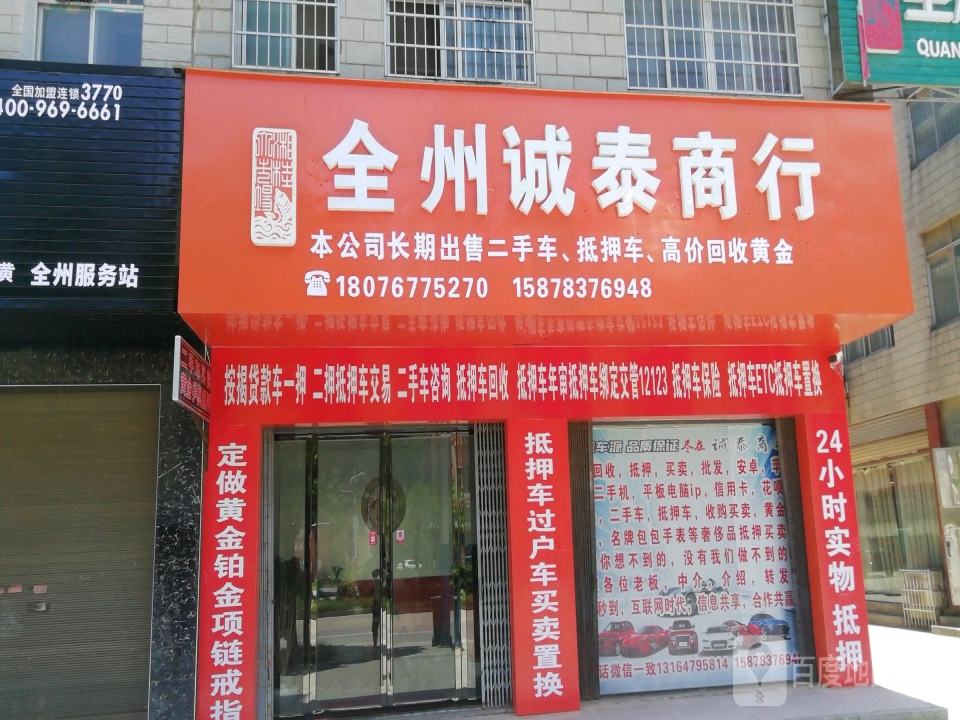 全国加盟连锁3770
400-969-6661
黄 全州服务站
QUAN
湘桂
全州诚泰商行
本公司长期出售二手车、抵押车、高价回收黄金
☎18076775270 15878376948
按揭贷款车一押 二押抵押车交易 二手车咨询 抵押车回收 抵押车年审抵押车绑定交管12123 抵押车保险 抵押车ETC抵押车置换
定做黄金铂金项链戒指
抵押车过户车买卖置换
车派 品质保证 尽在 诚泰商
回收，抵押，买卖，批发，安卓，苹
二手机，平板电脑ip，信用卡，花呗
，二手车，抵押车，收购买卖，黄金
，名牌包包手表等奢侈品抵押买卖
你想不到的，没有我们做不到的
各位老板，中介，介绍，转发
秒到，互联网时代，信息共享，合作共赢
话微信一致13164795814 1587837694
24小时实物抵押
百度地